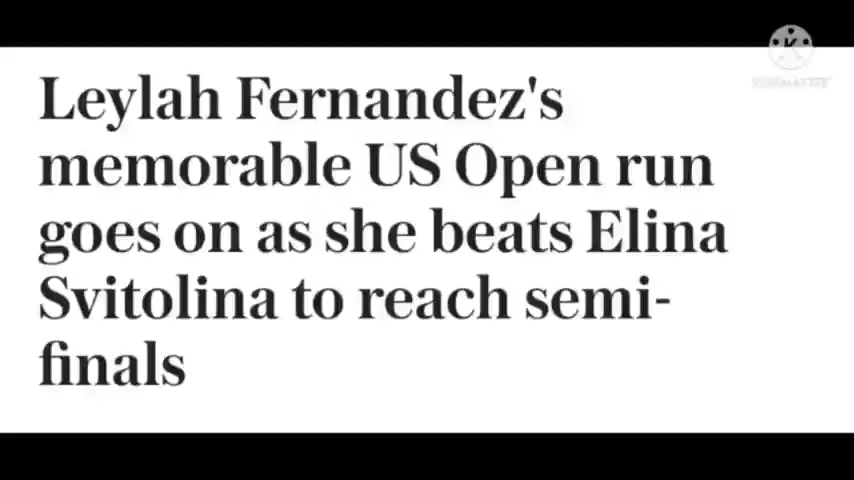 Leylah Fernandez's
memorable US Open run
goes on as she beats Elina
Svitolina to reach semi-
finals